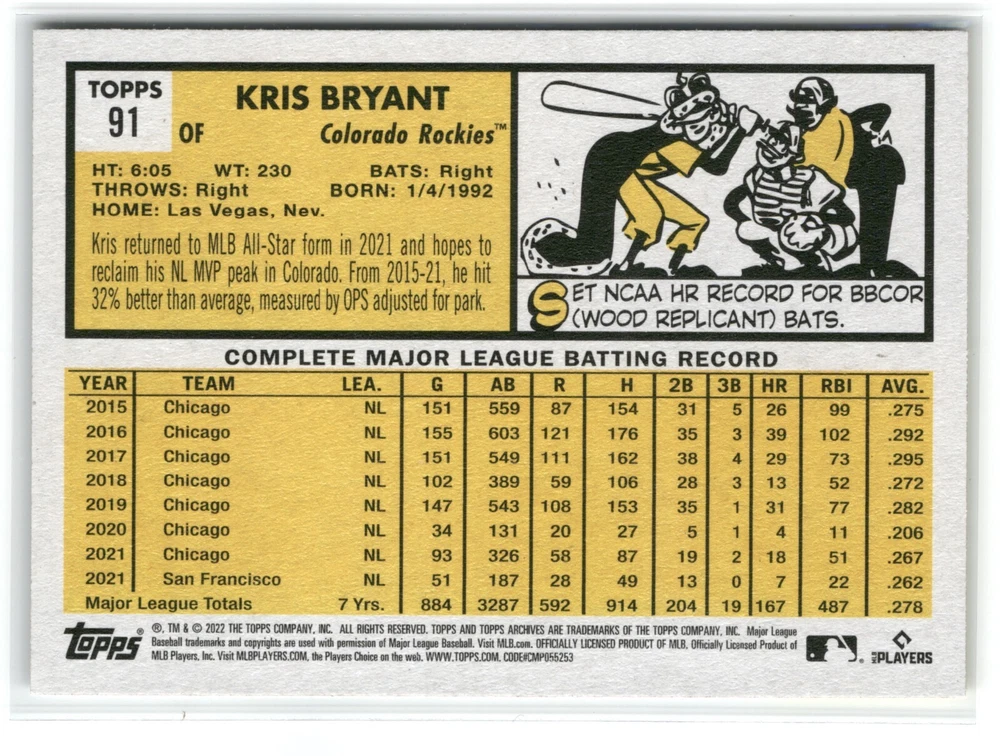 TOPPS
91
OF
KRIS BRYANT
Colorado Rockies™
HT: 6:05 WT: 230 BATS: Right
THROWS: Right BORN: 1/4/1992
HOME: Las Vegas, Nev.
Kris returned to MLB All-Star form in 2021 and hopes to
reclaim his NL MVP peak in Colorado. From 2015-21, he hit
32% better than average, measured by OPS adjusted for park.
SET NCAA HR RECORD FOR BBCOR
(WOOD REPLICANT) BATS.
COMPLETE MAJOR LEAGUE BATTING RECORD
YEAR TEAM LEA. G AB R H 2B 3B HR RBI AVG.
2015 Chicago NL 151 559 87 154 31 5 26 99 .275
2016 Chicago NL 155 603 121 176 35 3 39 102 .292
2017 Chicago NL 151 549 111 162 38 4 29 73 .295
2018 Chicago NL 102 389 59 106 28 3 13 52 .272
2019 Chicago NL 147 543 108 153 35 1 31 77 .282
2020 Chicago NL 34 131 20 27 5 1 4 11 .206
2021 Chicago NL 93 326 58 87 19 2 18 51 .267
2021 San Francisco NL 51 187 28 49 13 0 7 22 .262
Major League Totals 7 Yrs. 884 3287 592 914 204 19 167 487 .278
topps®
®, TM & © 2022 THE TOPPS COMPANY, INC. ALL RIGHTS RESERVED. TOPPS AND TOPPS ARCHIVES ARE TRADEMARKS OF THE TOPPS COMPANY, INC. Major League
Baseball trademarks and copyrights are used with permission of Major League Baseball. Visit MLB.com. OFFICIALLY LICENSED PRODUCT OF MLB. Officially Licensed Product of
MLB Players, Inc. Visit MLBPLAYERS.COM, the Players Choice on the web. WWW.TOPPS.COM. CODE#CMP055253
MLB PLAYERS